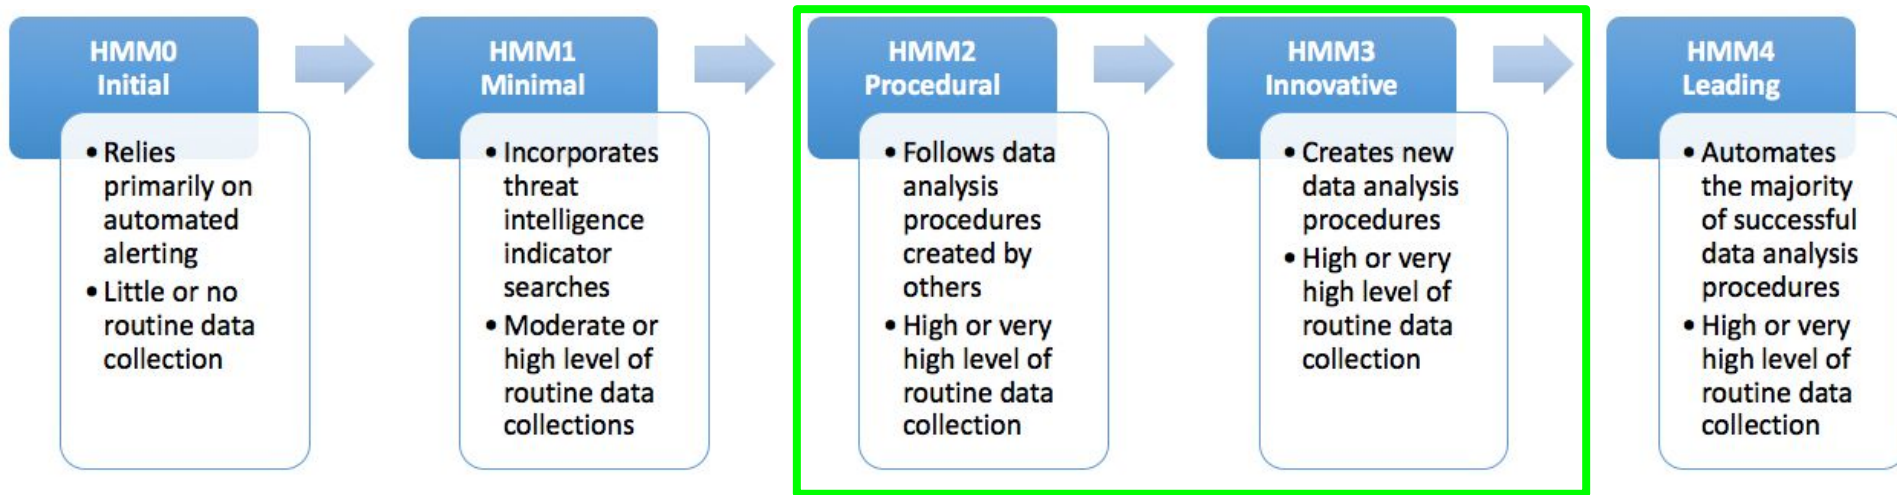 HMM0
Initial
• Relies
primarily on
automated
alerting
• Little or no
routine data
collection
HMM1
Minimal
• Incorporates
threat
intelligence
indicator
searches
• Moderate or
high level of
routine data
collections
HMM2
Procedural
• Follows data
analysis
procedures
created by
others
• High or very
high level of
routine data
collection
HMM3
Innovative
• Creates new
data analysis
procedures
• High or very
high level of
routine data
collection
HMM4
Leading
• Automates
the majority
of successful
data analysis
procedures
• High or very
high level of
routine data
collection